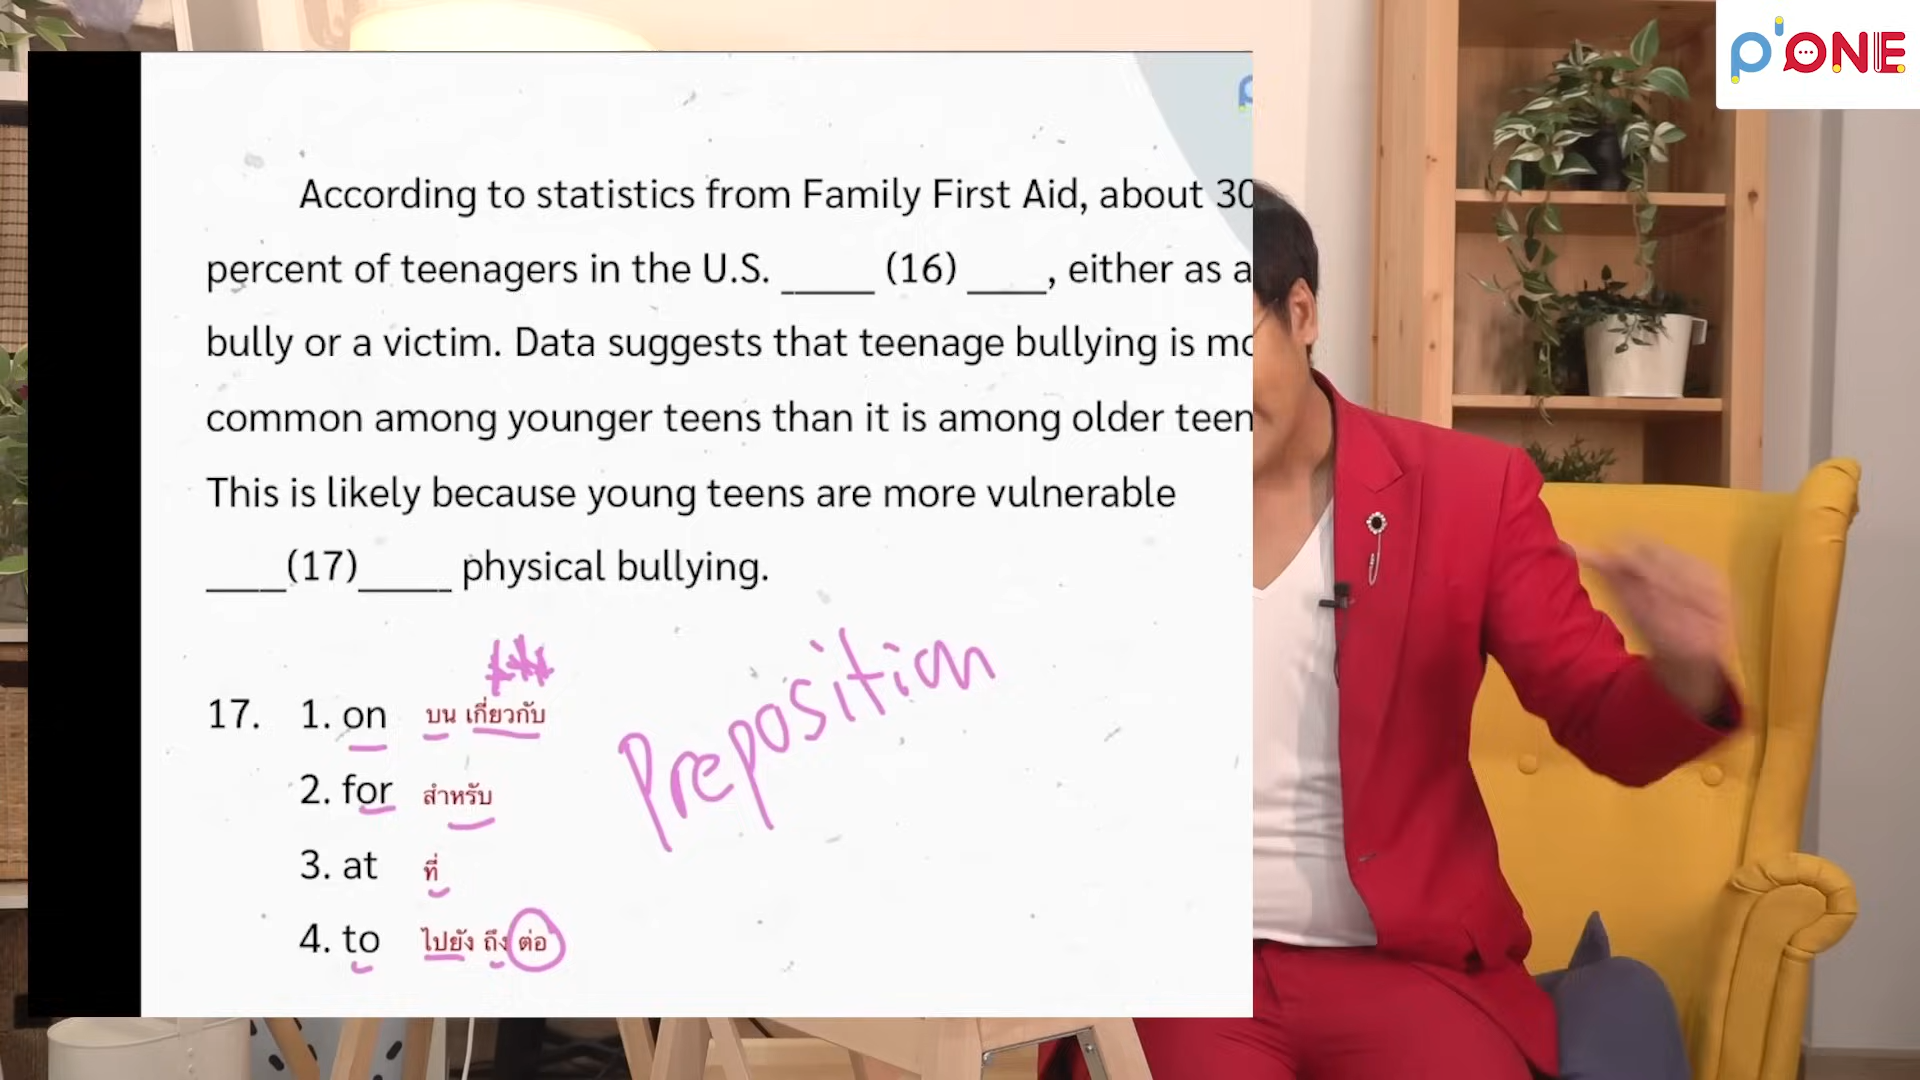 P'ONE
According to statistics from Family First Aid, about 30
percent of teenagers in the U.S. _____ (16) ____, either as a
bully or a victim. Data suggests that teenage bullying is mo
common among younger teens than it is among older teen
This is likely because young teens are more vulnerable
____(17)_____ physical bullying.
17. 1. on บน เกี่ยวกับ
2. for สำหรับ
3. at ที่
4. to ไปยัง ถึง ต่อ
Preposition